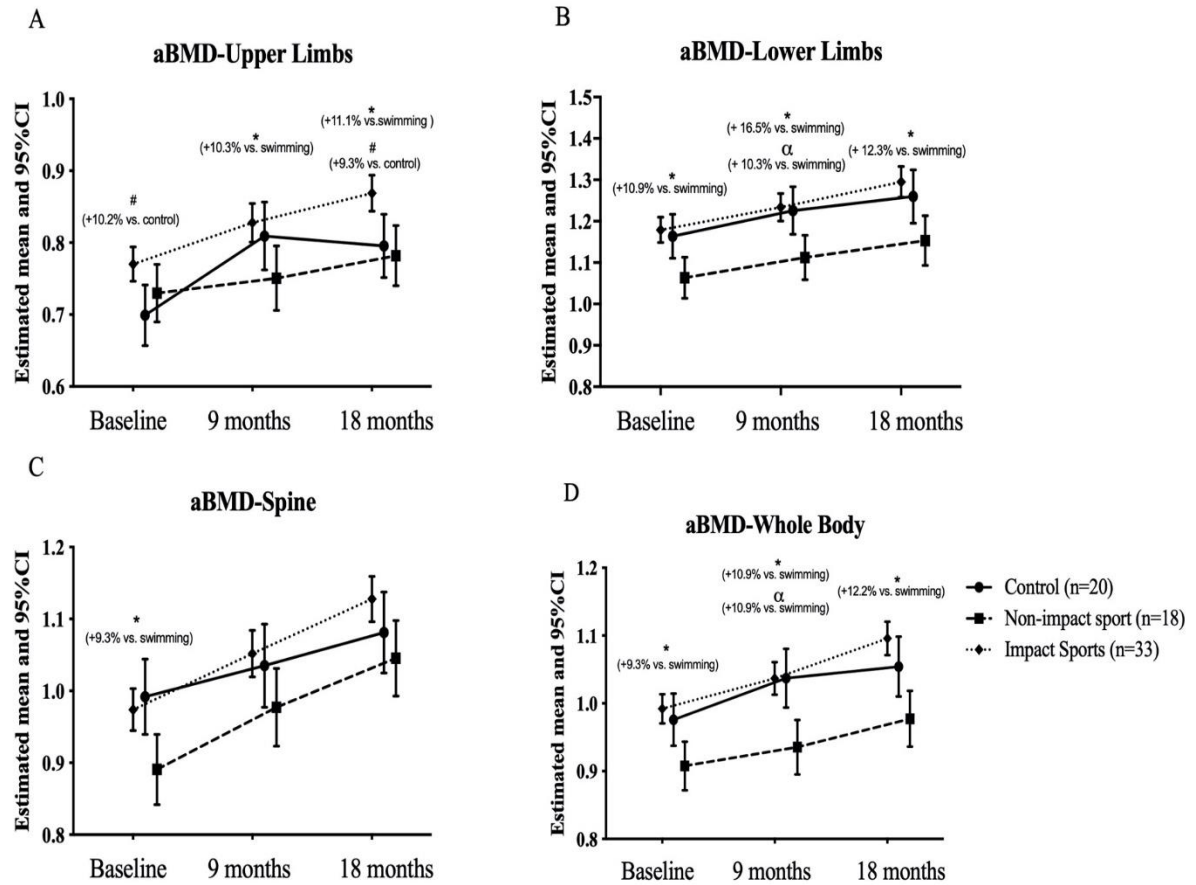 A
aBMD-Upper Limbs
Estimated mean and 95%CI
1.0
0.9
0.8
0.7
0.6
#
(+10.2% vs. control)
*
(+10.3% vs. swimming)
*
(+11.1% vs.swimming )
#
(+9.3% vs. control)
Baseline 9 months 18 months
B
aBMD-Lower Limbs
Estimated mean and 95%CI
1.5
1.4
1.3
1.2
1.1
1.0
0.9
0.8
*
(+10.9% vs. swimming)
*
(+ 16.5% vs. swimming)
α
(+ 10.3% vs. swimming)
*
(+ 12.3% vs. swimming)
Baseline 9 months 18 months
C
aBMD-Spine
Estimated mean and 95%CI
1.2
1.1
1.0
0.9
0.8
*
(+9.3% vs. swimming)
Baseline 9 months 18 months
D
aBMD-Whole Body
Estimated mean and 95%CI
1.2
1.1
1.0
0.9
0.8
*
(+9.3% vs. swimming)
*
(+10.9% vs. swimming)
α
(+10.9% vs. swimming)
*
(+12.2% vs. swimming)
Baseline 9 months 18 months
Control (n=20)
Non-impact sport (n=18)
Impact Sports (n=33)